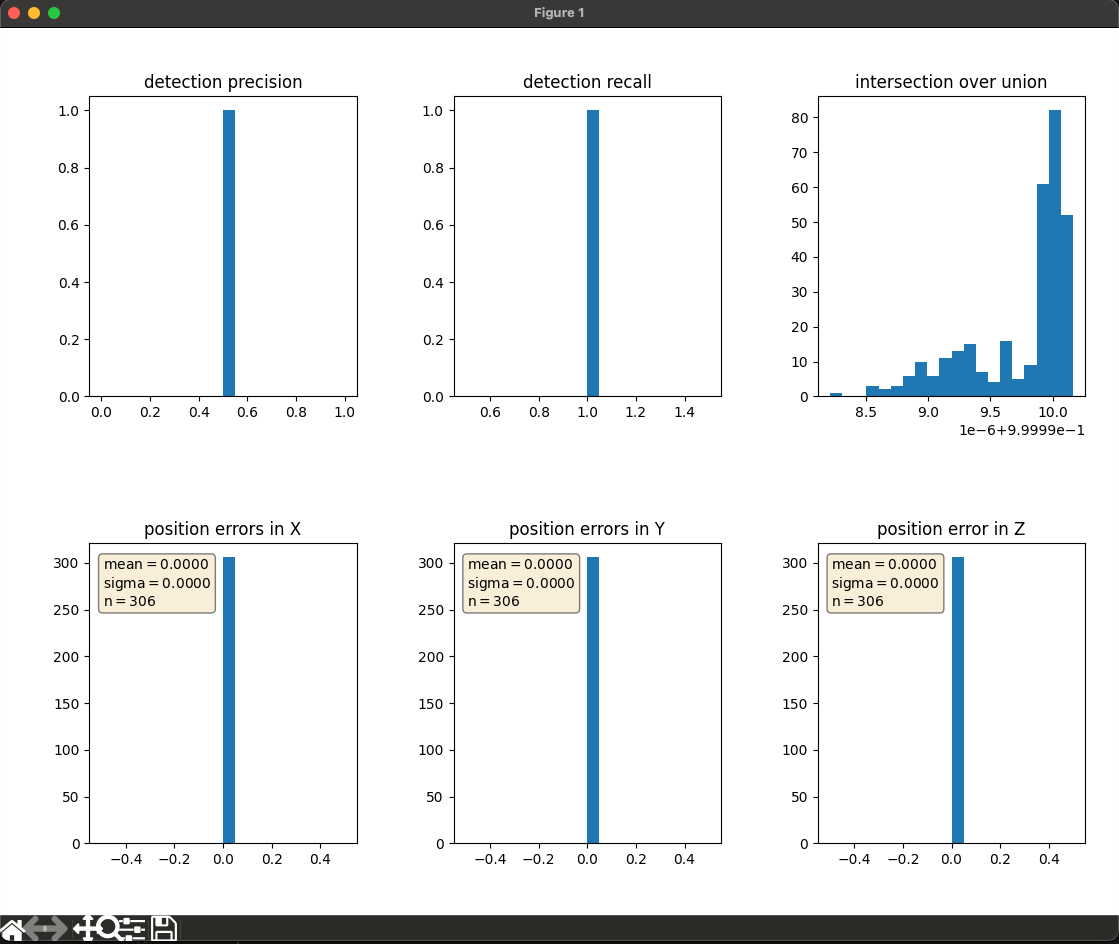 Figure 1
detection precision
1.0
0.8
0.6
0.4
0.2
0.0
0.0 0.2 0.4 0.6 0.8 1.0
detection recall
1.0
0.8
0.6
0.4
0.2
0.0
0.6 0.8 1.0 1.2 1.4
intersection over union
80
70
60
50
40
30
20
10
0
8.5 9.0 9.5 10.0
1e−6+9.9999e−1
position errors in X
mean = 0.0000
sigma = 0.0000
n = 306
300
250
200
150
100
50
0
−0.4 −0.2 0.0 0.2 0.4
position errors in Y
mean = 0.0000
sigma = 0.0000
n = 306
300
250
200
150
100
50
0
−0.4 −0.2 0.0 0.2 0.4
position error in Z
mean = 0.0000
sigma = 0.0000
n = 306
300
250
200
150
100
50
0
−0.4 −0.2 0.0 0.2 0.4